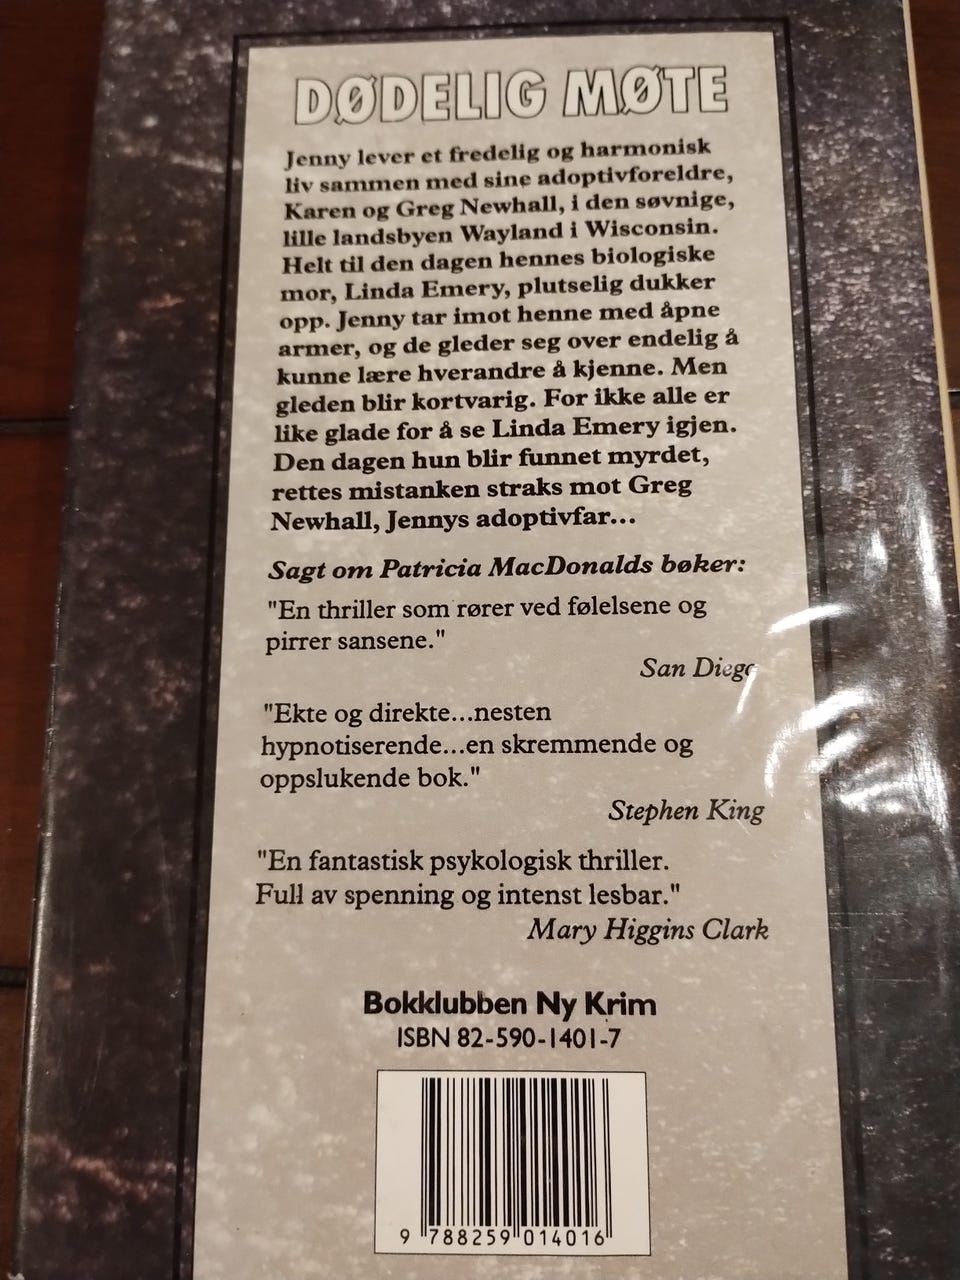 DØDELIG MØTE
Jenny lever et fredelig og harmonisk
liv sammen med sine adoptivforeldre,
Karen og Greg Newhall, i den søvnige,
lille landsbyen Wayland i Wisconsin.
Helt til den dagen hennes biologiske
mor, Linda Emery, plutselig dukker
opp. Jenny tar imot henne med åpne
armer, og de gleder seg over endelig å
kunne lære hverandre å kjenne. Men
gleden blir kortvarig. For ikke alle er
like glade for å se Linda Emery igjen.
Den dagen hun blir funnet myrdet,
rettes mistanken straks mot Greg
Newhall, Jennys adoptivfar...
Sagt om Patricia MacDonalds bøker:
"En thriller som rører ved følelsene og
pirrer sansene."
San Diego
"Ekte og direkte...nesten
hypnotiserende...en skremmende og
oppslukende bok."
Stephen King
"En fantastisk psykologisk thriller.
Full av spenning og intenst lesbar."
Mary Higgins Clark
Bokklubben Ny Krim
ISBN 82-590-1401-7
9 788259 014016